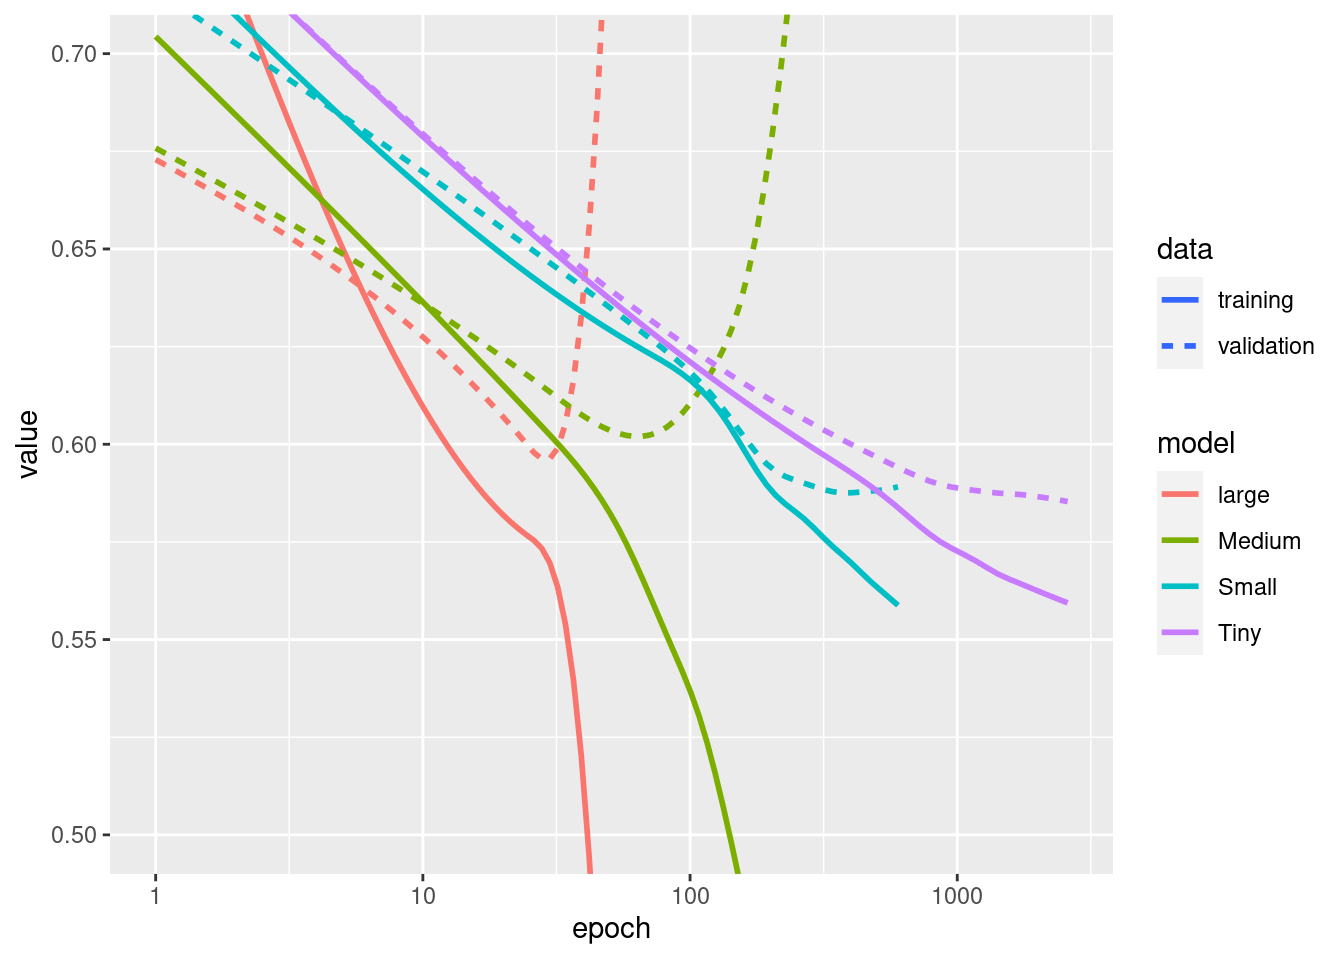 0.70
0.65
0.60
0.55
0.50
value
1
10
100
1000
epoch
data
training
validation
model
large
Medium
Small
Tiny